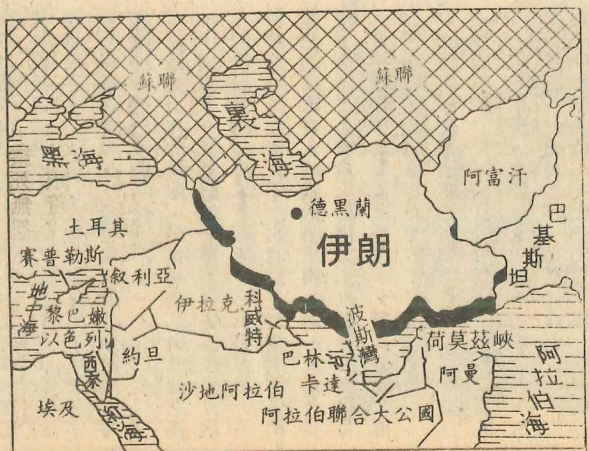 蘇聯
蘇聯
裏海
黑海
阿富汗
德黑蘭
伊朗
土耳其
賽普勒斯
叙利亞
巴基斯坦
地中海
黎巴嫩
以色列
伊拉克
科威特
波斯灣
荷莫茲峽
西奈
約旦
巴林
卡達
阿曼
阿拉伯海
沙地阿拉伯
阿拉伯聯合大公國
埃及
紅海